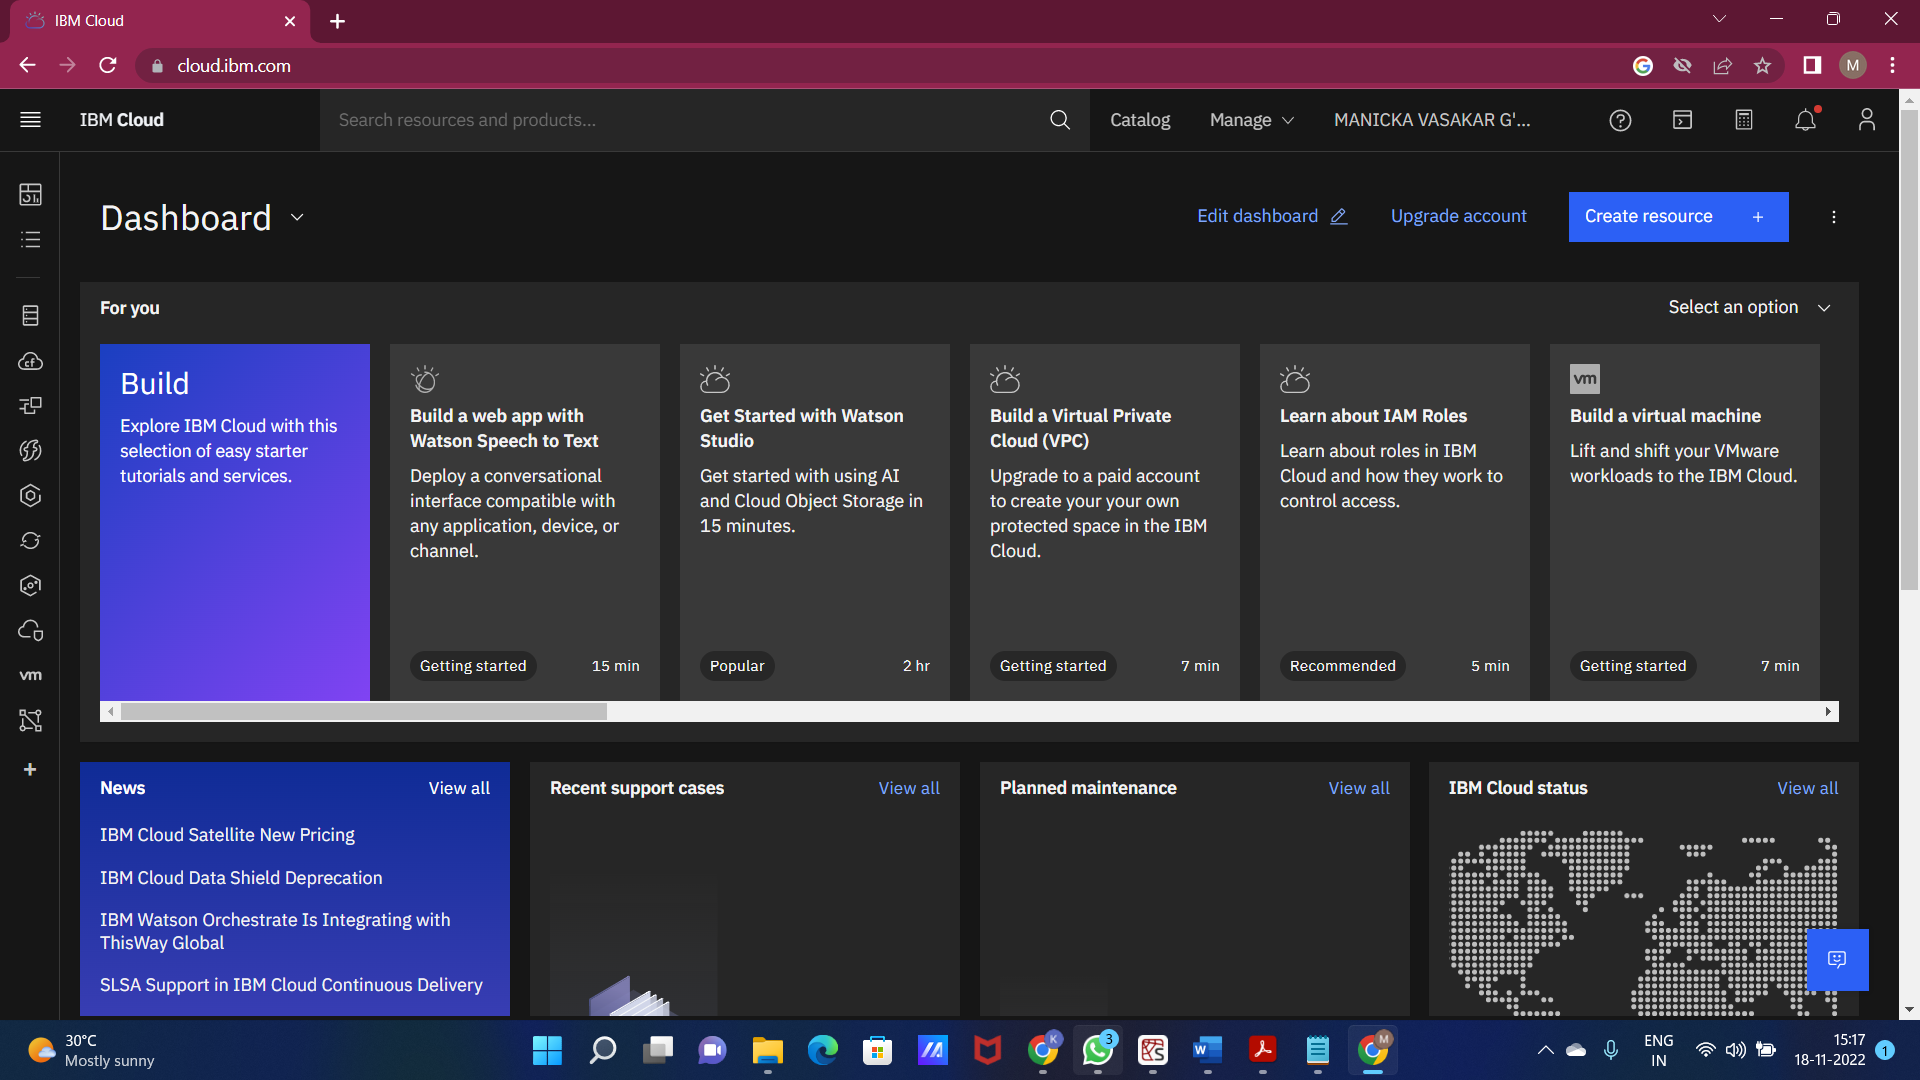 IBM Cloud
cloud.ibm.com
M
IBM Cloud
Search resources and products...
Catalog
Manage
MANICKA VASAKAR G'...
Dashboard
Edit dashboard
Upgrade account
Create resource +
For you
Select an option
Build
Explore IBM Cloud with this
selection of easy starter
tutorials and services.
Build a web app with
Watson Speech to Text
Deploy a conversational
interface compatible with
any application, device, or
channel.
Getting started
15 min
Get Started with Watson
Studio
Get started with using AI
and Cloud Object Storage in
15 minutes.
Popular
2 hr
Build a Virtual Private
Cloud (VPC)
Upgrade to a paid account
to create your your own
protected space in the IBM
Cloud.
Getting started
7 min
Learn about IAM Roles
Learn about roles in IBM
Cloud and how they work to
control access.
Recommended
5 min
vm
Build a virtual machine
Lift and shift your VMware
workloads to the IBM Cloud.
Getting started
7 min
cf
vm
News
View all
IBM Cloud Satellite New Pricing
IBM Cloud Data Shield Deprecation
IBM Watson Orchestrate Is Integrating with
ThisWay Global
SLSA Support in IBM Cloud Continuous Delivery
Recent support cases
View all
Planned maintenance
View all
IBM Cloud status
View all
30°C
Mostly sunny
K
3
W
M
ENG
IN
15:17
18-11-2022
1